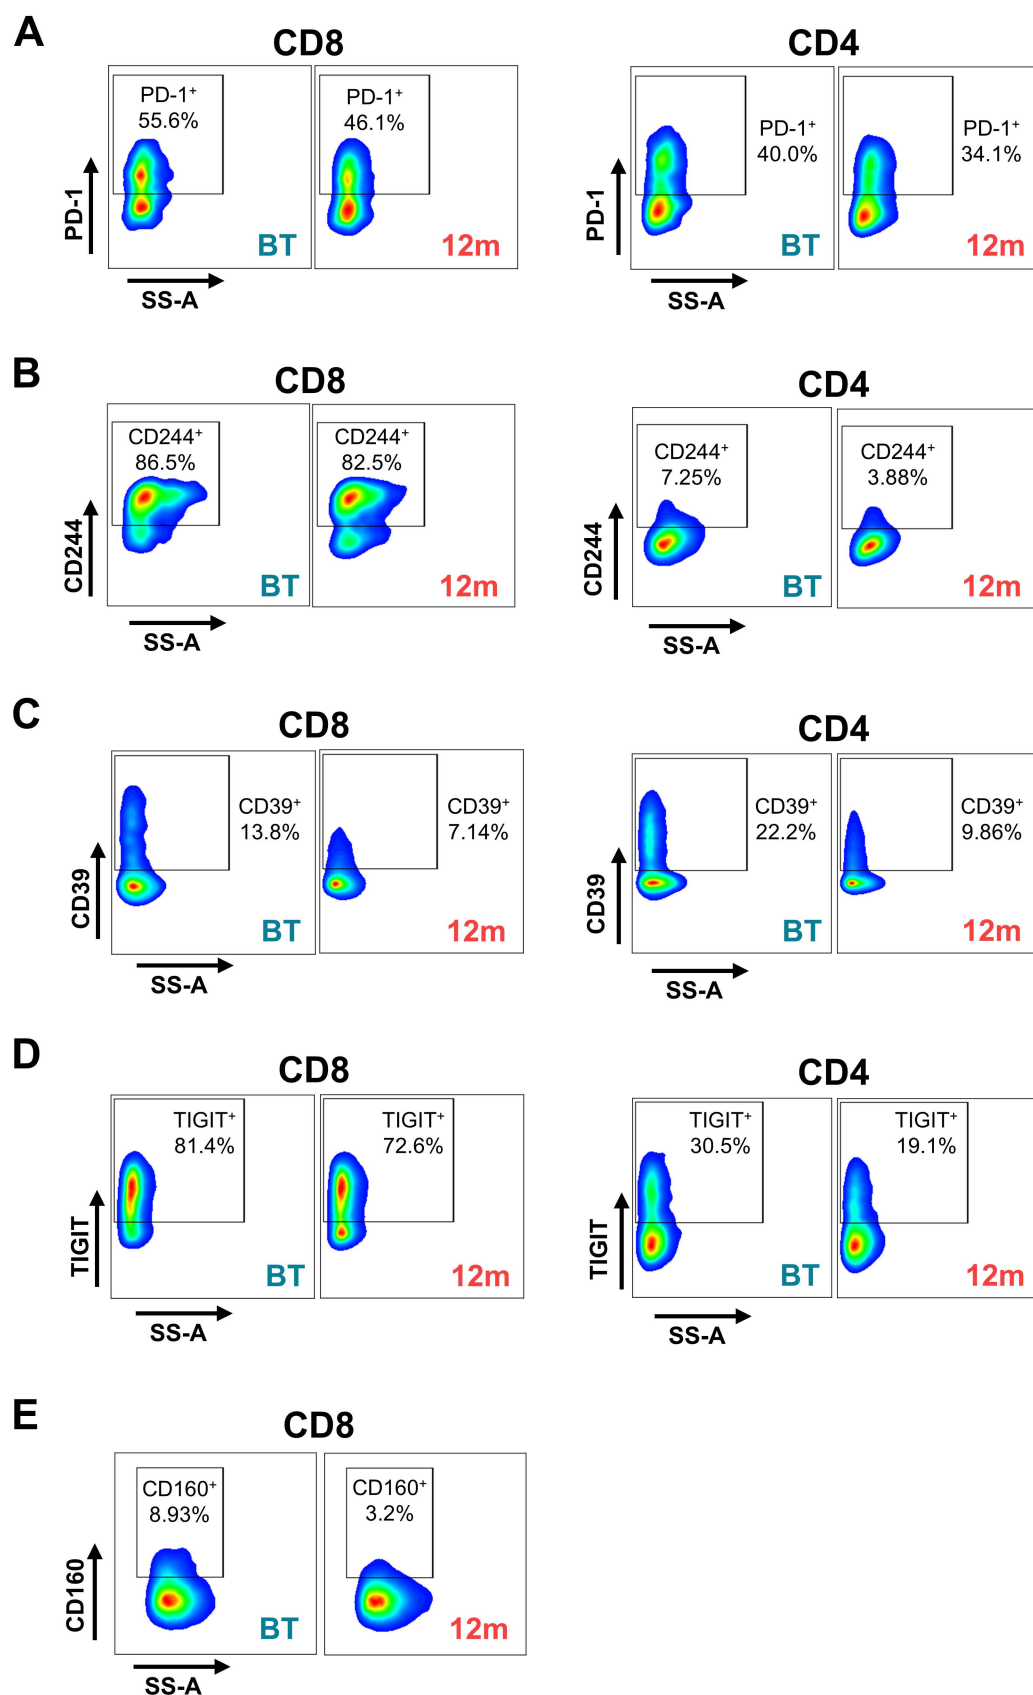 A
CD8
CD4
PD-1⁺
55.6%
PD-1⁺
46.1%
PD-1⁺
40.0%
PD-1⁺
34.1%
PD-1
BT
12m
PD-1
BT
12m
SS-A
SS-A
B
CD8
CD4
CD244⁺
86.5%
CD244⁺
82.5%
CD244⁺
7.25%
CD244⁺
3.88%
CD244
BT
12m
CD244
BT
12m
SS-A
SS-A
C
CD8
CD4
CD39⁺
13.8%
CD39⁺
7.14%
CD39⁺
22.2%
CD39⁺
9.86%
CD39
BT
12m
CD39
BT
12m
SS-A
SS-A
D
CD8
CD4
TIGIT⁺
81.4%
TIGIT⁺
72.6%
TIGIT⁺
30.5%
TIGIT⁺
19.1%
TIGIT
BT
12m
TIGIT
BT
12m
SS-A
SS-A
E
CD8
CD160⁺
8.93%
CD160⁺
3.2%
CD160
BT
12m
SS-A